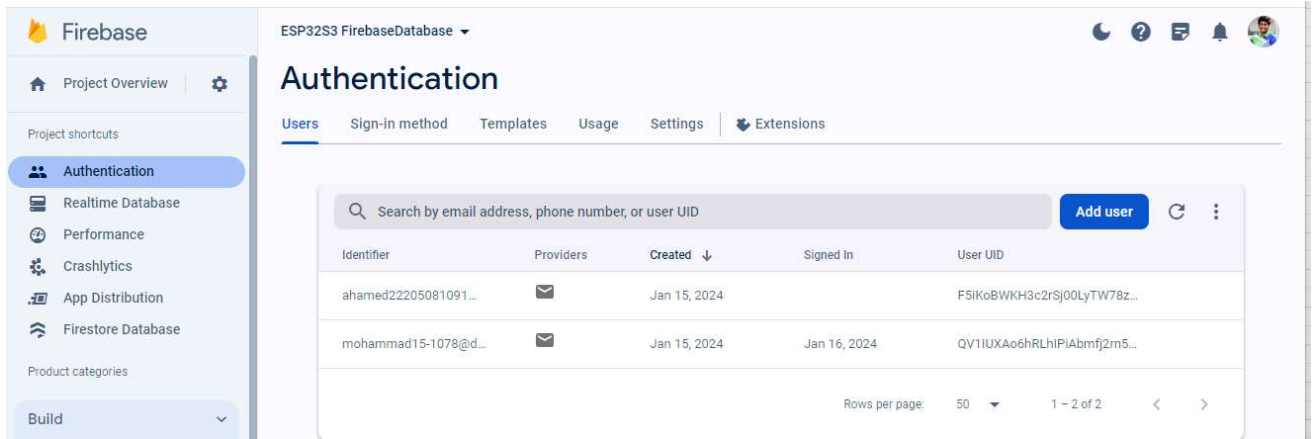 Firebase
ESP32S3 FirebaseDatabase
Project Overview
Authentication
Users Sign-in method Templates Usage Settings Extensions
Project shortcuts
Authentication
Realtime Database
Performance
Crashlytics
App Distribution
Firestore Database
Product categories
Build
Search by email address, phone number, or user UID Add user
Identifier Providers Created Signed In User UID
ahamed22205081091... Jan 15, 2024 F5iKoBWKH3c2rSj00LyTW78z...
mohammad15-1078@d... Jan 15, 2024 Jan 16, 2024 QV1IUXAo6hRLhIPiAbmfj2rn5...
Rows per page: 50 1 – 2 of 2